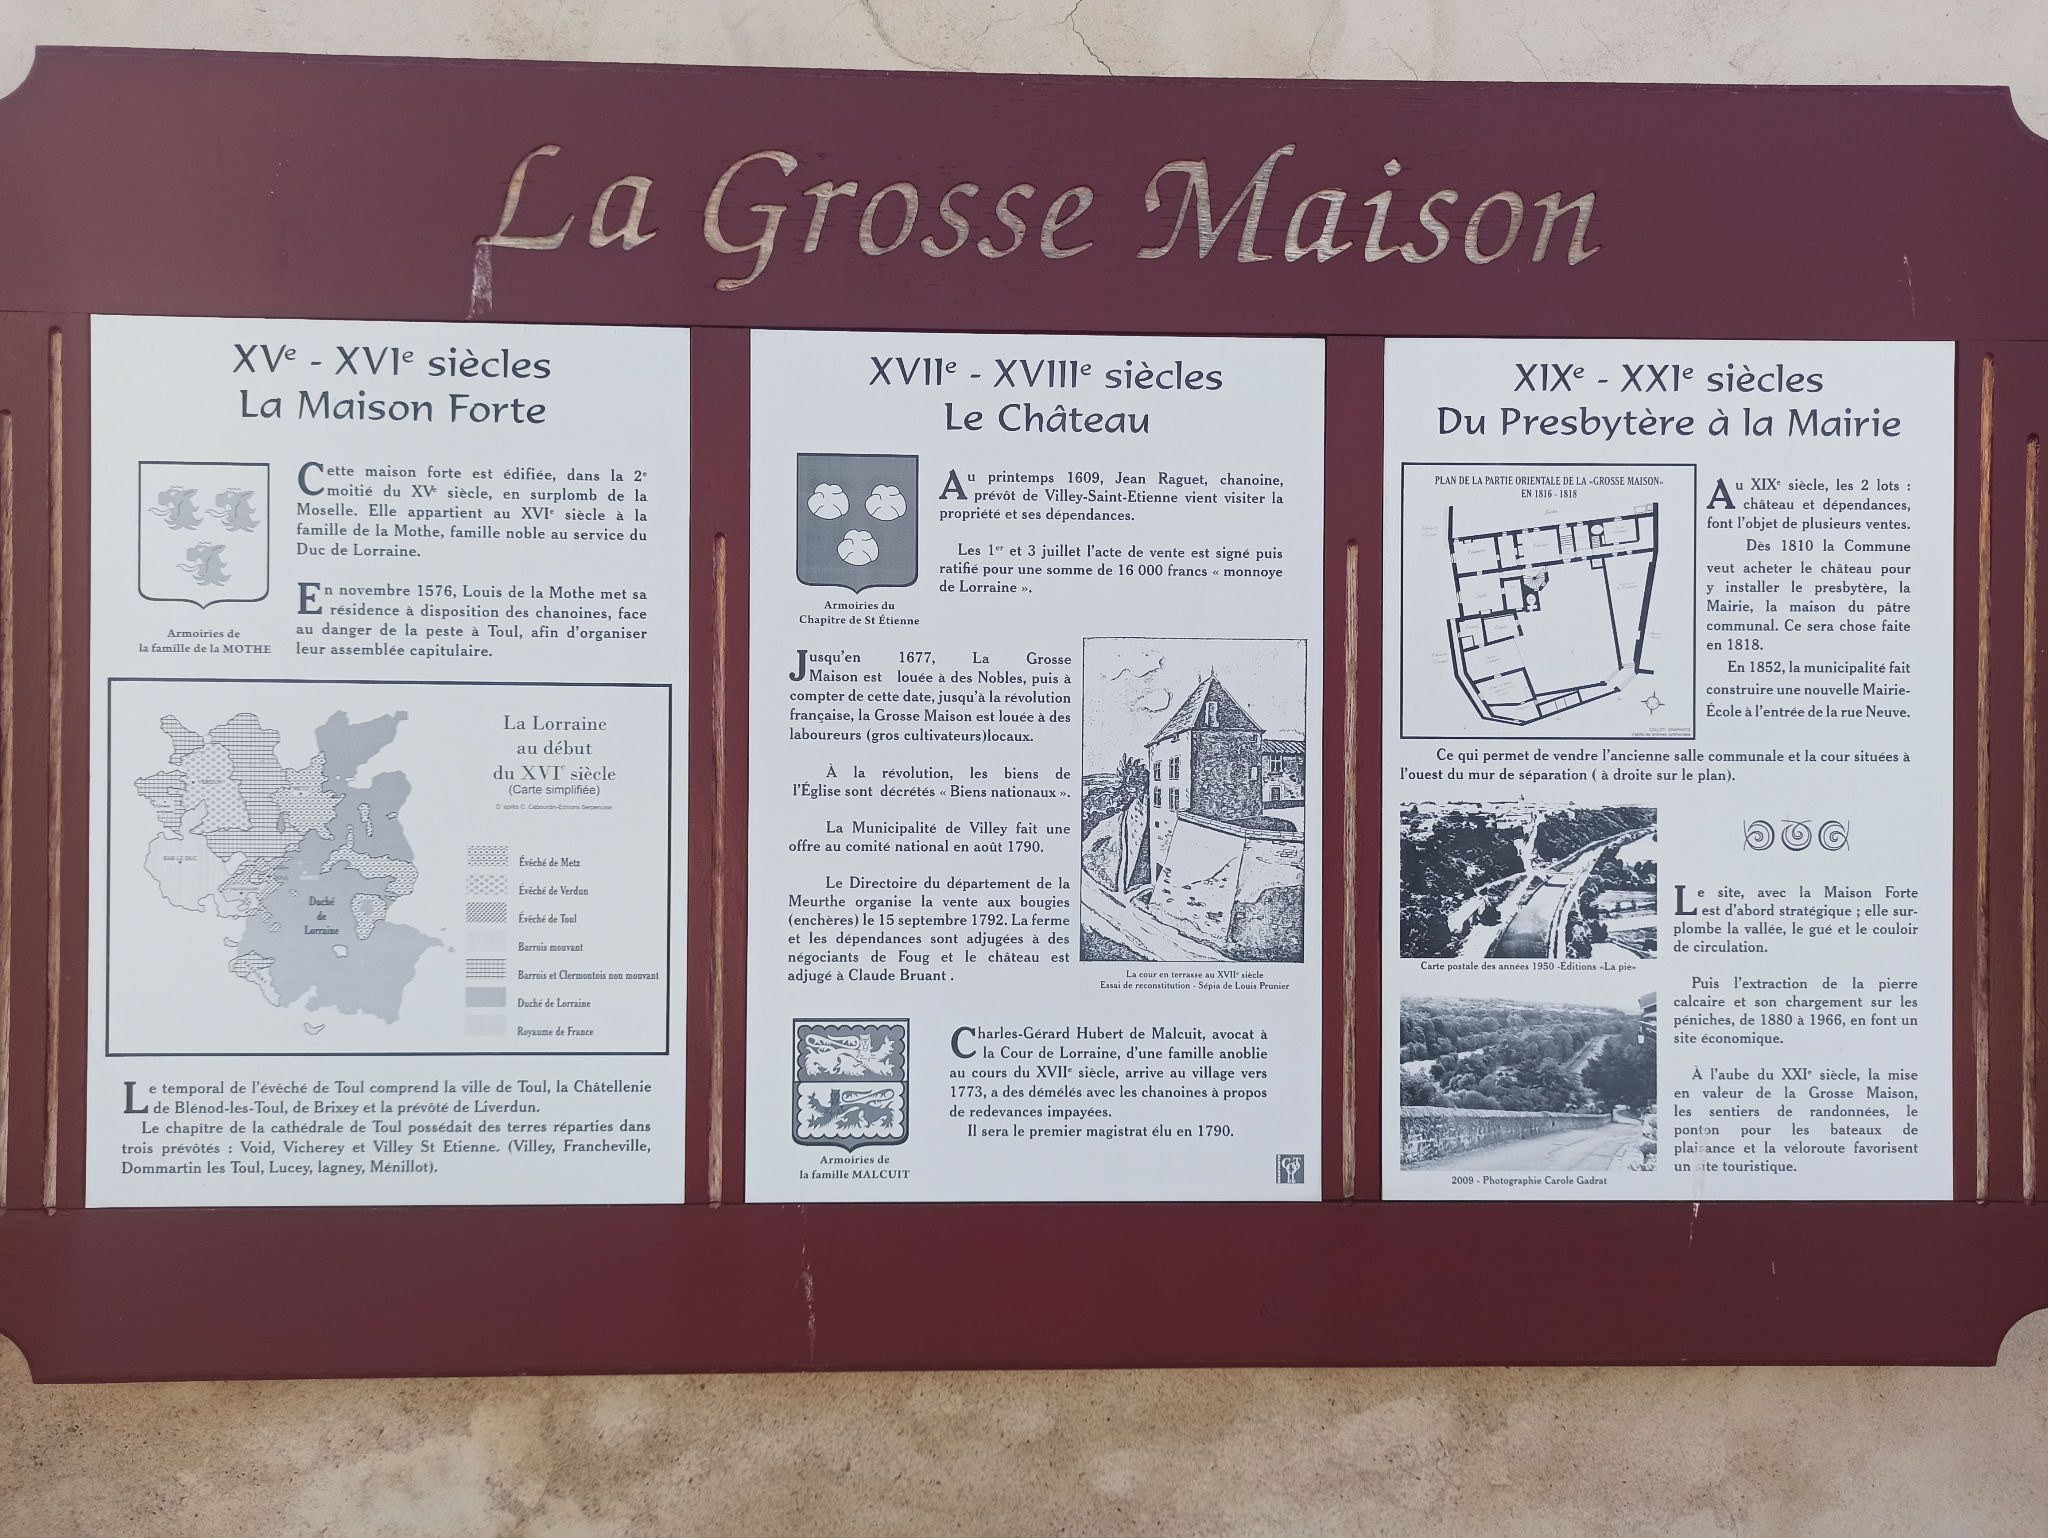 La Grosse Maison
XVe - XVIe siècles
La Maison Forte
Cette maison forte est édifiée, dans la 2e
moitié du XVe siècle, en surplomb de la
Moselle. Elle appartient au XVIe siècle à la
famille de la Mothe, famille noble au service du
Duc de Lorraine.
En novembre 1576, Louis de la Mothe met sa
résidence à disposition des chanoines, face
au danger de la peste à Toul, afin d'organiser
leur assemblée capitulaire.
Armoiries de
la famille de la MOTHE
La Lorraine
au début
du XVIe siècle
(Carte simplifiée)
D'après G. Cabourdin-Éditions Serpenoise
VERDUN
BAR LE DUC
Duché
de
Lorraine
Évêché de Metz
Évêché de Verdun
Évêché de Toul
Barrois mouvant
Barrois et Clermontois non mouvant
Duché de Lorraine
Royaume de France
Le temporal de l'évêché de Toul comprend la ville de Toul, la Châtellenie
de Blénod-les-Toul, de Brixey et la prévôté de Liverdun.
Le chapître de la cathédrale de Toul possédait des terres réparties dans
trois prévôtés : Void, Vicherey et Villey St Etienne. (Villey, Francheville,
Dommartin les Toul, Lucey, lagney, Ménillot).
XVIIe - XVIIIe siècles
Le Château
Au printemps 1609, Jean Raguet, chanoine,
prévôt de Villey-Saint-Etienne vient visiter la
propriété et ses dépendances.
Les 1er et 3 juillet l'acte de vente est signé puis
ratifié pour une somme de 16 000 francs « monnoye
de Lorraine ».
Armoiries du
Chapître de St Étienne
Jusqu'en 1677, La Grosse
Maison est louée à des Nobles, puis à
compter de cette date, jusqu'à la révolution
française, la Grosse Maison est louée à des
laboureurs (gros cultivateurs)locaux.
À la révolution, les biens de
l'Église sont décrétés « Biens nationaux ».
La Municipalité de Villey fait une
offre au comité national en août 1790.
Le Directoire du département de la
Meurthe organise la vente aux bougies
(enchères) le 15 septembre 1792. La ferme
et les dépendances sont adjugées à des
négociants de Foug et le château est
adjugé à Claude Bruant .
La cour en terrasse au XVIIe siècle
Essai de reconstitution - Sépia de Louis Prunier
Charles-Gérard Hubert de Malcuit, avocat à
la Cour de Lorraine, d'une famille anoblie
au cours du XVIIe siècle, arrive au village vers
1773, a des démélés avec les chanoines à propos
de redevances impayées.
Il sera le premier magistrat élu en 1790.
Armoiries de
la famille MALCUIT
XIXe - XXIe siècles
Du Presbytère à la Mairie
PLAN DE LA PARTIE ORIENTALE DE LA «GROSSE MAISON»
EN 1816 - 1818
Au XIXe siècle, les 2 lots :
château et dépendances,
font l'objet de plusieurs ventes.
Dès 1810 la Commune
veut acheter le château pour
y installer le presbytère, la
Mairie, la maison du pâtre
communal. Ce sera chose faite
en 1818.
En 1852, la municipalité fait
construire une nouvelle Mairie-
École à l'entrée de la rue Neuve.
Ce qui permet de vendre l'ancienne salle communale et la cour situées à
l'ouest du mur de séparation ( à droite sur le plan).
Carte postale des années 1950 -Éditions «La pie»
Le site, avec la Maison Forte
est d'abord stratégique ; elle sur-
plombe la vallée, le gué et le couloir
de circulation.
Puis l'extraction de la pierre
calcaire et son chargement sur les
péniches, de 1880 à 1966, en font un
site économique.
À l'aube du XXIe siècle, la mise
en valeur de la Grosse Maison,
les sentiers de randonnées, le
ponton pour les bateaux de
plaisance et la véloroute favorisent
un site touristique.
2009 - Photographie Carole Gadrat